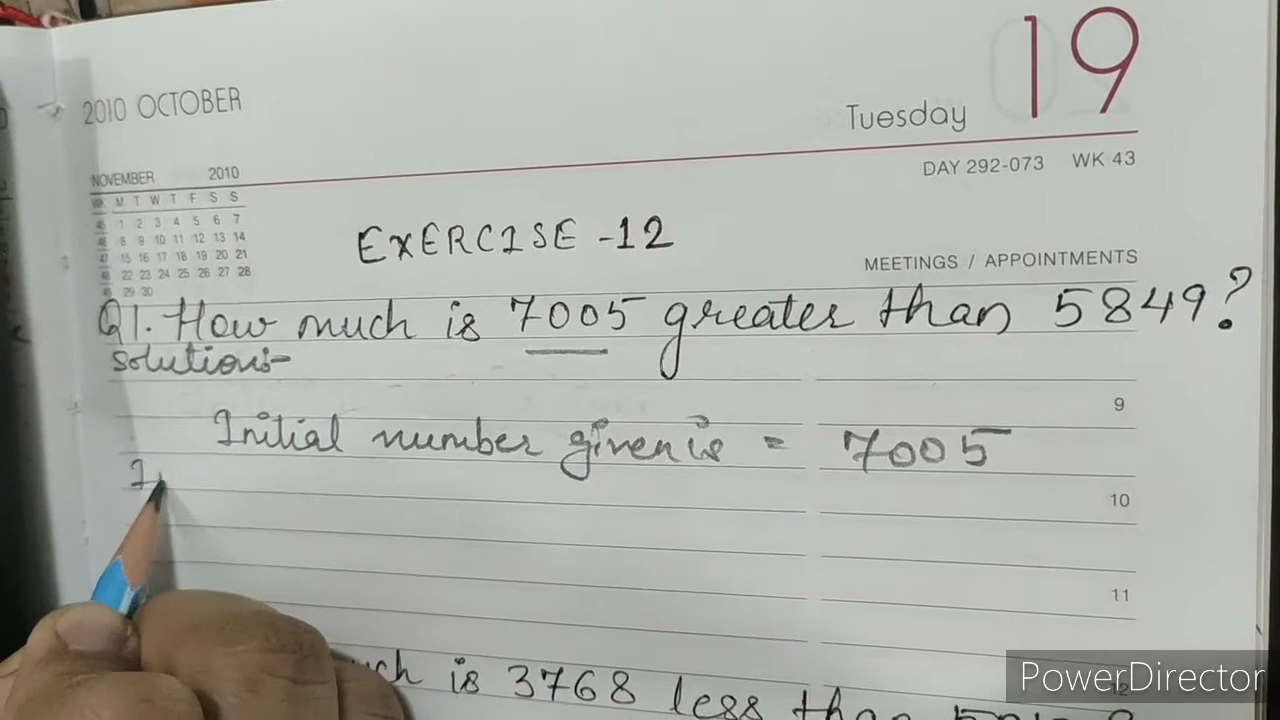 2010 OCTOBER
Tuesday 19
DAY 292-073 WK 43
NOVEMBER 2010
WK M T W T F S S
1 2 3 4 5 6 7
8 9 10 11 12 13 14
15 16 17 18 19 20 21
22 23 24 25 26 27 28
29 30
EXERCISE -12
MEETINGS / APPOINTMENTS
Q1. How much is 7005 greater than 5849?
Solution:-
9
Initial number given is = 7005
10
11
is 3768 less than
12
PowerDirector